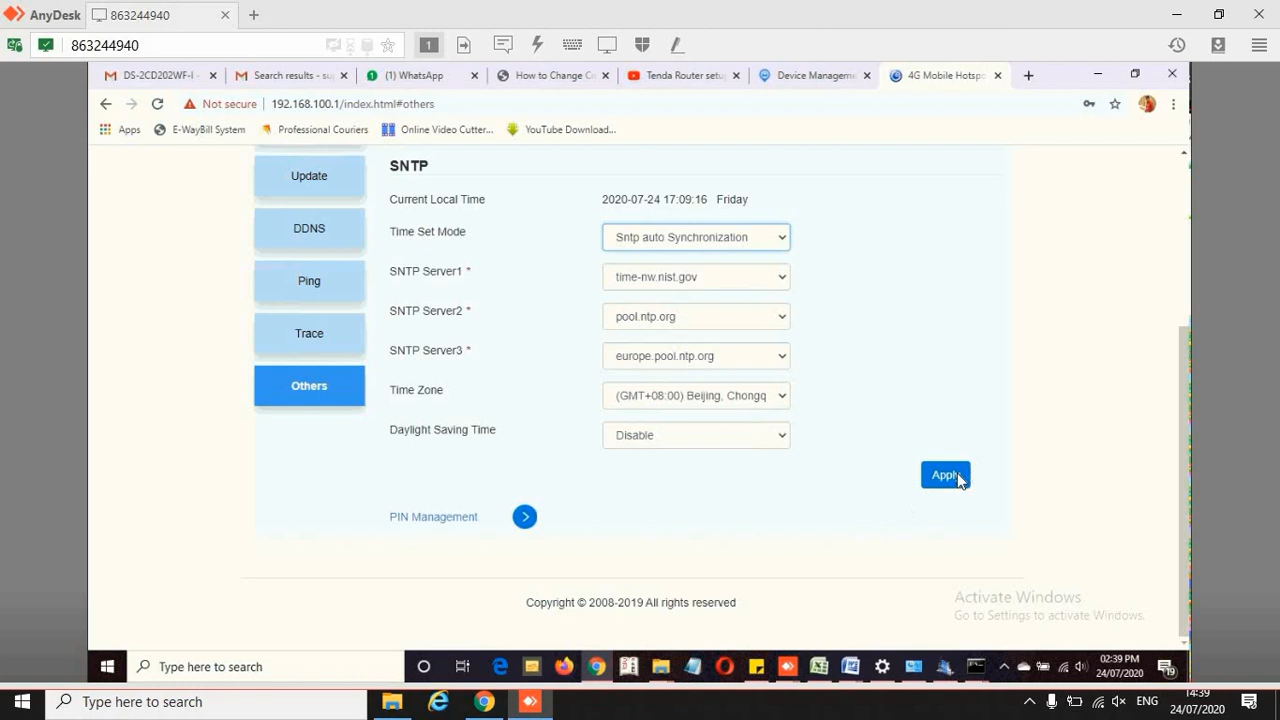 AnyDesk 863244940
863244940 1
DS-2CD202WF-I - Search results - su (1) WhatsApp How to Change Co Tenda Router setu Device Manageme 4G Mobile Hotspo
Not secure 192.168.100.1/index.html#others
Apps E-WayBill System Professional Couriers Online Video Cutter... YouTube Download...
SNTP
Update
Current Local Time 2020-07-24 17:09:16 Friday
DDNS
Time Set Mode Sntp auto Synchronization
SNTP Server1 * time-nw.nist.gov
Ping
SNTP Server2 * pool.ntp.org
Trace
SNTP Server3 * europe.pool.ntp.org
Others
Time Zone (GMT+08:00) Beijing, Chongq
Daylight Saving Time Disable
Apply
PIN Management
Copyright © 2008-2019 All rights reserved
Activate Windows
Go to Settings to activate Windows.
Type here to search 02:39 PM
24/07/2020 19
Type here to search ENG 14:39
24/07/2020